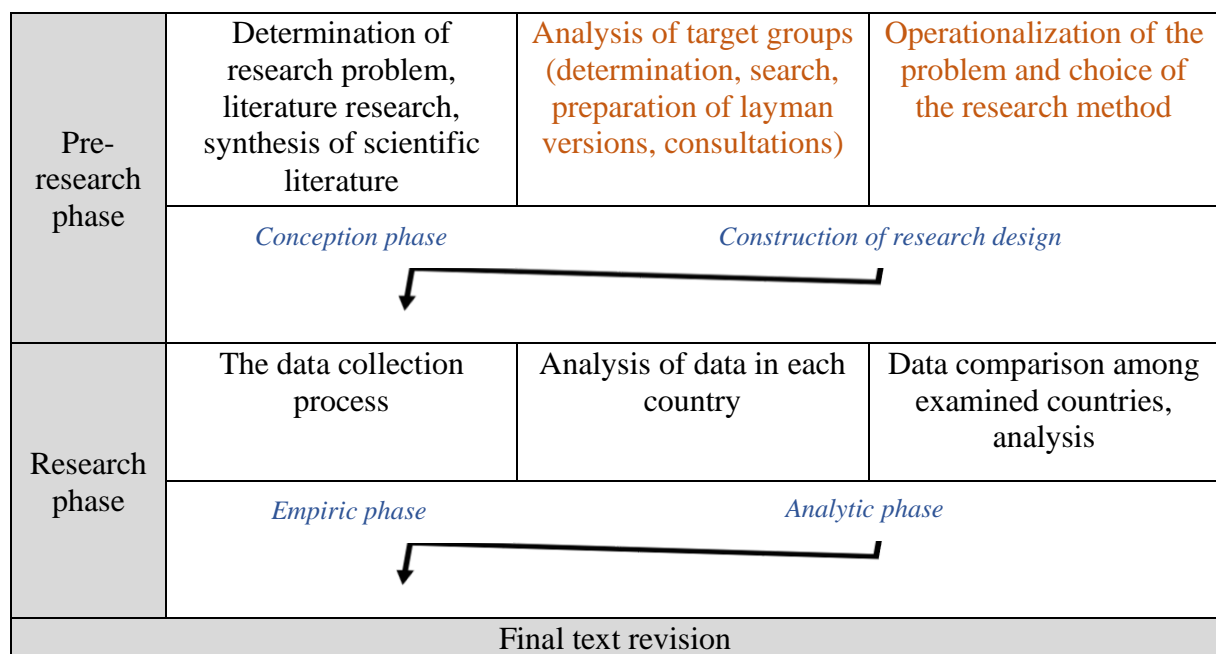 Pre-
research
phase
Determination of
research problem,
literature research,
synthesis of scientific
literature
Analysis of target groups
(determination, search,
preparation of layman
versions, consultations)
Operationalization of the
problem and choice of
the research method
Conception phase
Construction of research design
Research
phase
The data collection
process
Analysis of data in each
country
Data comparison among
examined countries,
analysis
Empiric phase
Analytic phase
Final text revision